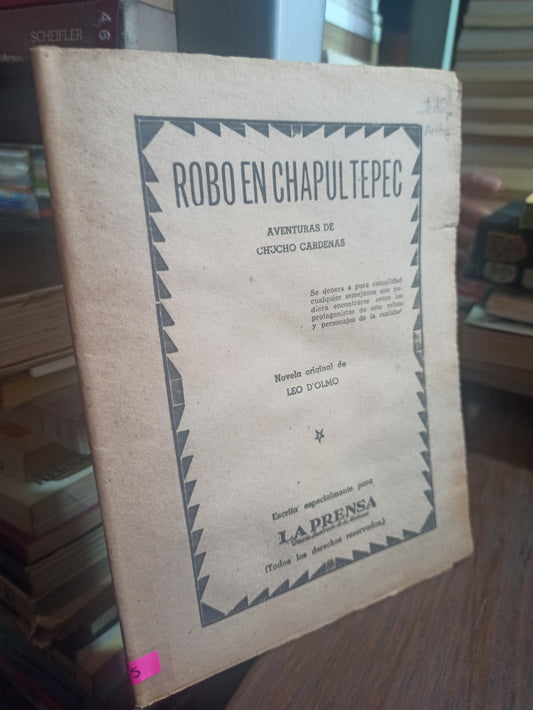 SCHEIFLER
ROBO EN CHAPULTEPEC
AVENTURAS DE
CHUCHO CARDENAS
Se debera a pura casualidad
cualquier semejanza que pu-
diera encontrarse entre los
protagonistas de este relato
y personajes de la realidad
Novela original de
LEO D'OLMO
Escrita especialmente para
LA PRENSA
(Todos los derechos reservados)